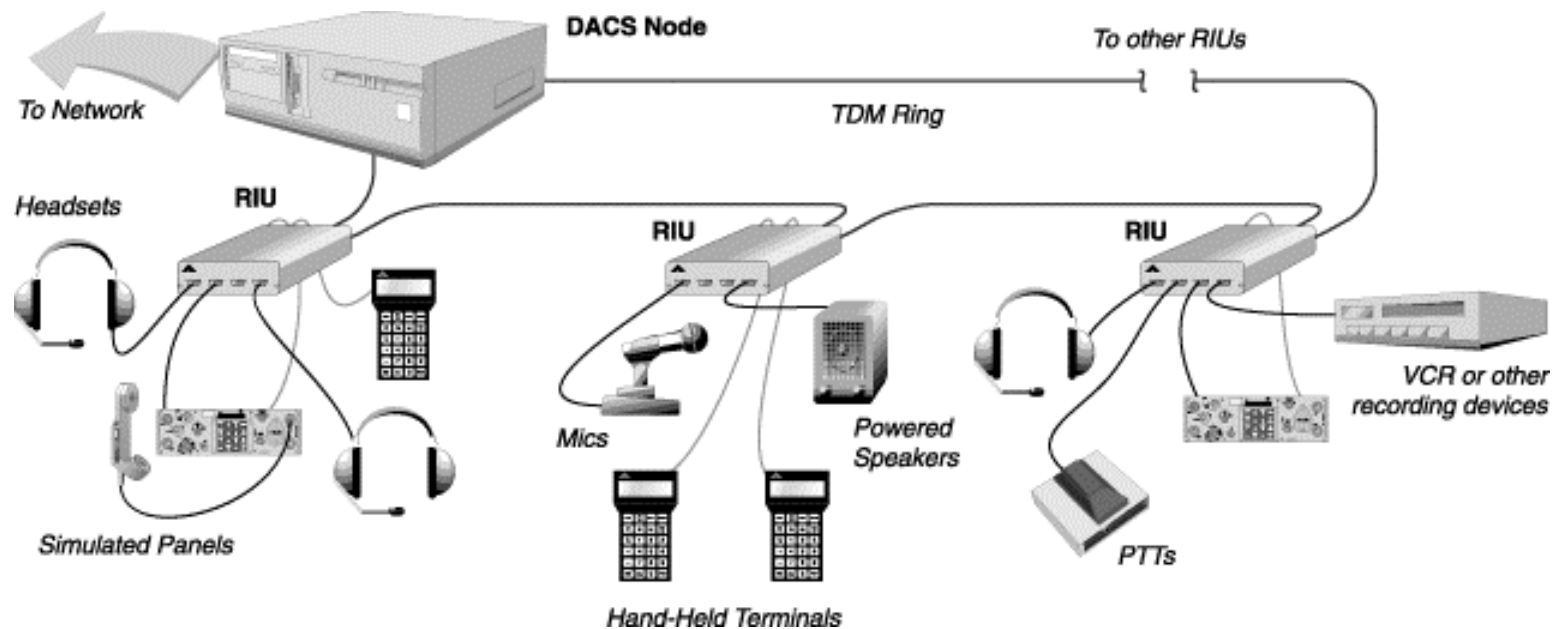 DACS Node
To other RIUs
To Network
TDM Ring
Headsets
RIU
RIU
RIU
Mics
Powered
Speakers
VCR or other
recording devices
Simulated Panels
PTTs
Hand-Held Terminals